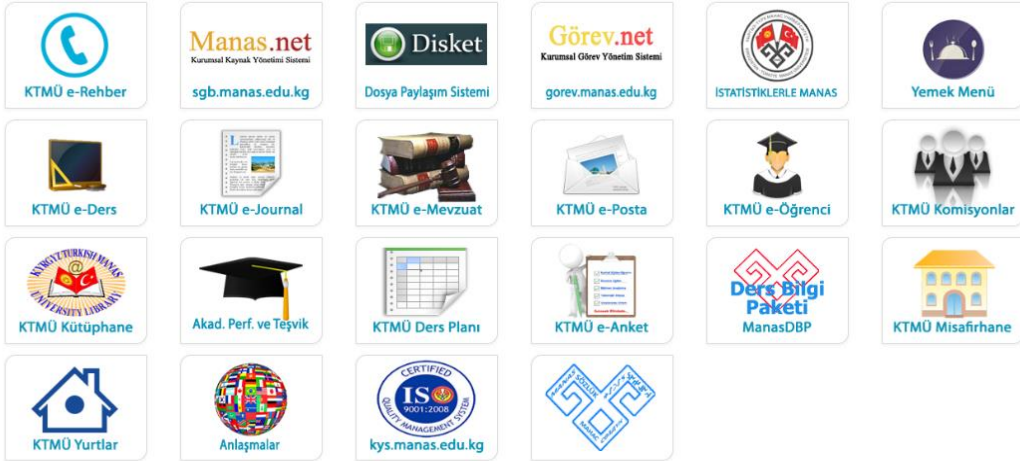 Manas.net
Kurumsal Kaynak Yönetimi Sistemi
Disket
Görev.net
Kurumsal Görev Yönetim Sistemi
KTMÜ e-Rehber
sgb.manas.edu.kg
Dosya Paylaşım Sistemi
gorev.manas.edu.kg
İSTATİSTİKLERLE MANAS
Yemek Menü
KTMÜ e-Ders
KTMÜ e-Journal
KTMÜ e-Mevzuat
KTMÜ e-Posta
KTMÜ e-Öğrenci
KTMÜ Komisyonlar
KYRGYZ TURKISH MANAS
@
UNIVERSITY LIBRARY
KTMÜ Kütüphane
Akad. Perf. ve Teşvik
KTMÜ Ders Planı
KTMÜ e-Anket
Ders Bilgi
Paketi
ManasDBP
KTMÜ Misafirhane
KTMÜ Yurtlar
Anlaşmalar
CERTIFIED
ISO
9001:2008
QUALITY MANAGEMENT SYSTEM
kys.manas.edu.kg
MANAS
SÖZLÜK
МАНАС